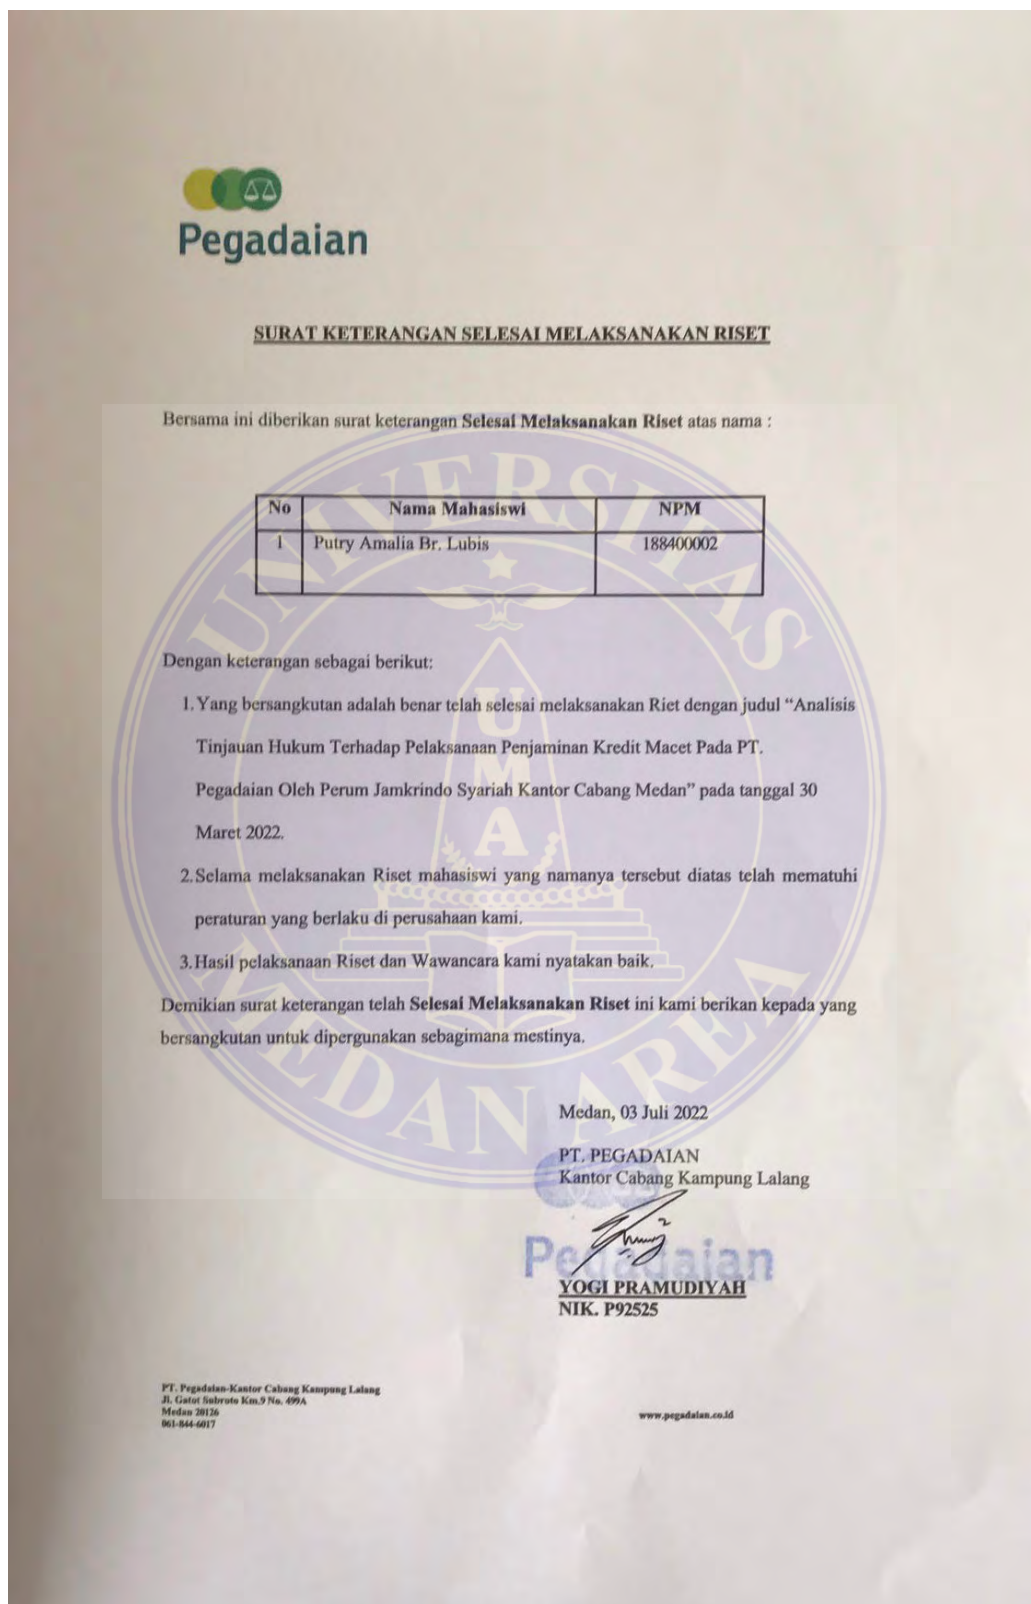 Pegadaian
SURAT KETERANGAN SELESAI MELAKSANAKAN RISET
Bersama ini diberikan surat keterangan Selesai Melaksanakan Riset atas nama :
No Nama Mahasiswi NPM
1 Putry Amalia Br. Lubis 188400002
Dengan keterangan sebagai berikut:
1. Yang bersangkutan adalah benar telah selesai melaksanakan Riet dengan judul “Analisis
Tinjauan Hukum Terhadap Pelaksanaan Penjaminan Kredit Macet Pada PT.
Pegadaian Oleh Perum Jamkrindo Syariah Kantor Cabang Medan” pada tanggal 30
Maret 2022.
2. Selama melaksanakan Riset mahasiswi yang namanya tersebut diatas telah mematuhi
peraturan yang berlaku di perusahaan kami.
3. Hasil pelaksanaan Riset dan Wawancara kami nyatakan baik.
Demikian surat keterangan telah Selesai Melaksanakan Riset ini kami berikan kepada yang
bersangkutan untuk dipergunakan sebagimana mestinya.
Medan, 03 Juli 2022
PT. PEGADAIAN
Kantor Cabang Kampung Lalang
Pegadaian
YOGI PRAMUDIYAH
NIK. P92525
PT. Pegadaian-Kantor Cabang Kampung Lalang
Jl. Gatot Subroto Km.9 No. 499A
Medan 20126
061-844-6017
www.pegadaian.co.id
UNIVERSITAS
MEDAN AREA
UMA